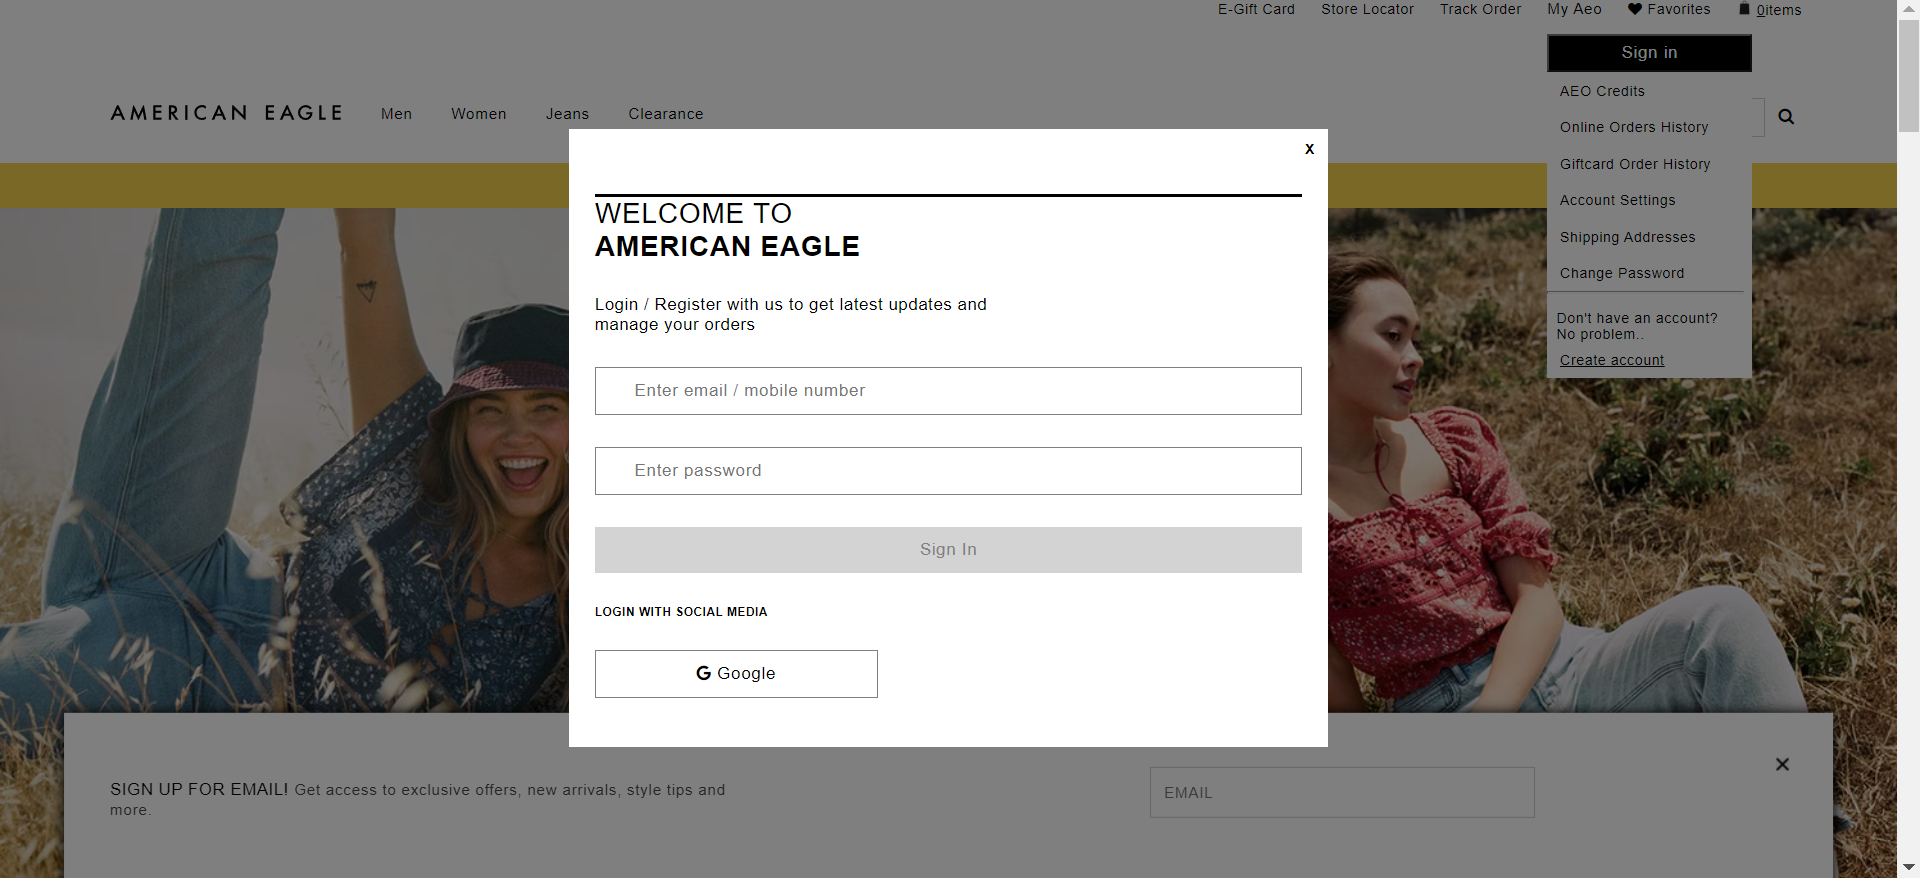 E-Gift Card Store Locator Track Order My Aeo Favorites 0items
Sign in
AEO Credits
Online Orders History
Giftcard Order History
Account Settings
Shipping Addresses
Change Password
Don't have an account?
No problem..
Create account
AMERICAN EAGLE Men Women Jeans Clearance
X
WELCOME TO
AMERICAN EAGLE
Login / Register with us to get latest updates and
manage your orders
Enter email / mobile number
Enter password
Sign In
LOGIN WITH SOCIAL MEDIA
Google
SIGN UP FOR EMAIL! Get access to exclusive offers, new arrivals, style tips and
more.
EMAIL